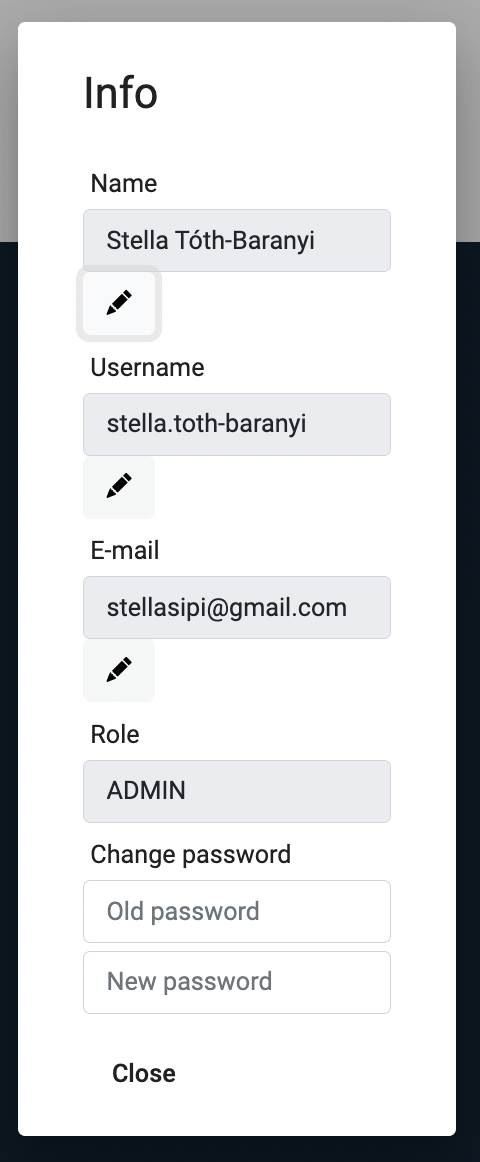 Info
Name
Stella Tóth-Baranyi
Username
stella.toth-baranyi
E-mail
stellasipi@gmail.com
Role
ADMIN
Change password
Old password
New password
Close